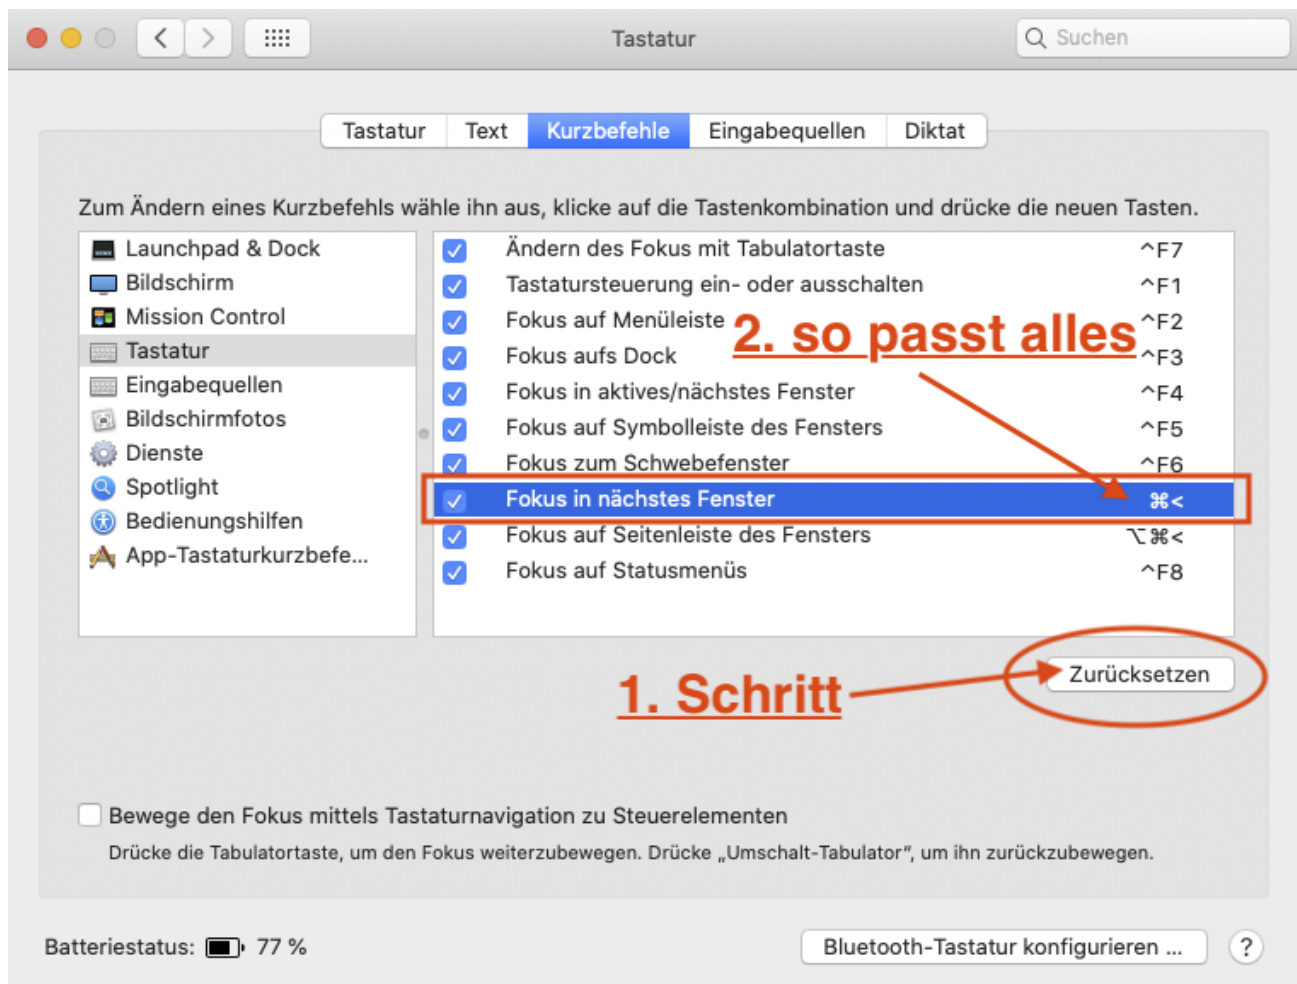 Tastatur
Suchen
Tastatur Text Kurzbefehle Eingabequellen Diktat
Zum Ändern eines Kurzbefehls wähle ihn aus, klicke auf die Tastenkombination und drücke die neuen Tasten.
Launchpad & Dock
Bildschirm
Mission Control
Tastatur
Eingabequellen
Bildschirmfotos
Dienste
Spotlight
Bedienungshilfen
App-Tastaturkurzbefe...
Ändern des Fokus mit Tabulatortaste ^F7
Tastatursteuerung ein- oder ausschalten ^F1
Fokus auf Menüleiste ^F2
2. so passt alles
Fokus aufs Dock ^F3
Fokus in aktives/nächstes Fenster ^F4
Fokus auf Symbolleiste des Fensters ^F5
Fokus zum Schwebefenster ^F6
Fokus in nächstes Fenster ⌘<
Fokus auf Seitenleiste des Fensters ⌥⌘<
Fokus auf Statusmenüs ^F8
1. Schritt
Zurücksetzen
Bewege den Fokus mittels Tastaturnavigation zu Steuerelementen
Drücke die Tabulatortaste, um den Fokus weiterzubewegen. Drücke „Umschalt-Tabulator“, um ihn zurückzubewegen.
Batteriestatus: 77 %
Bluetooth-Tastatur konfigurieren ...
?